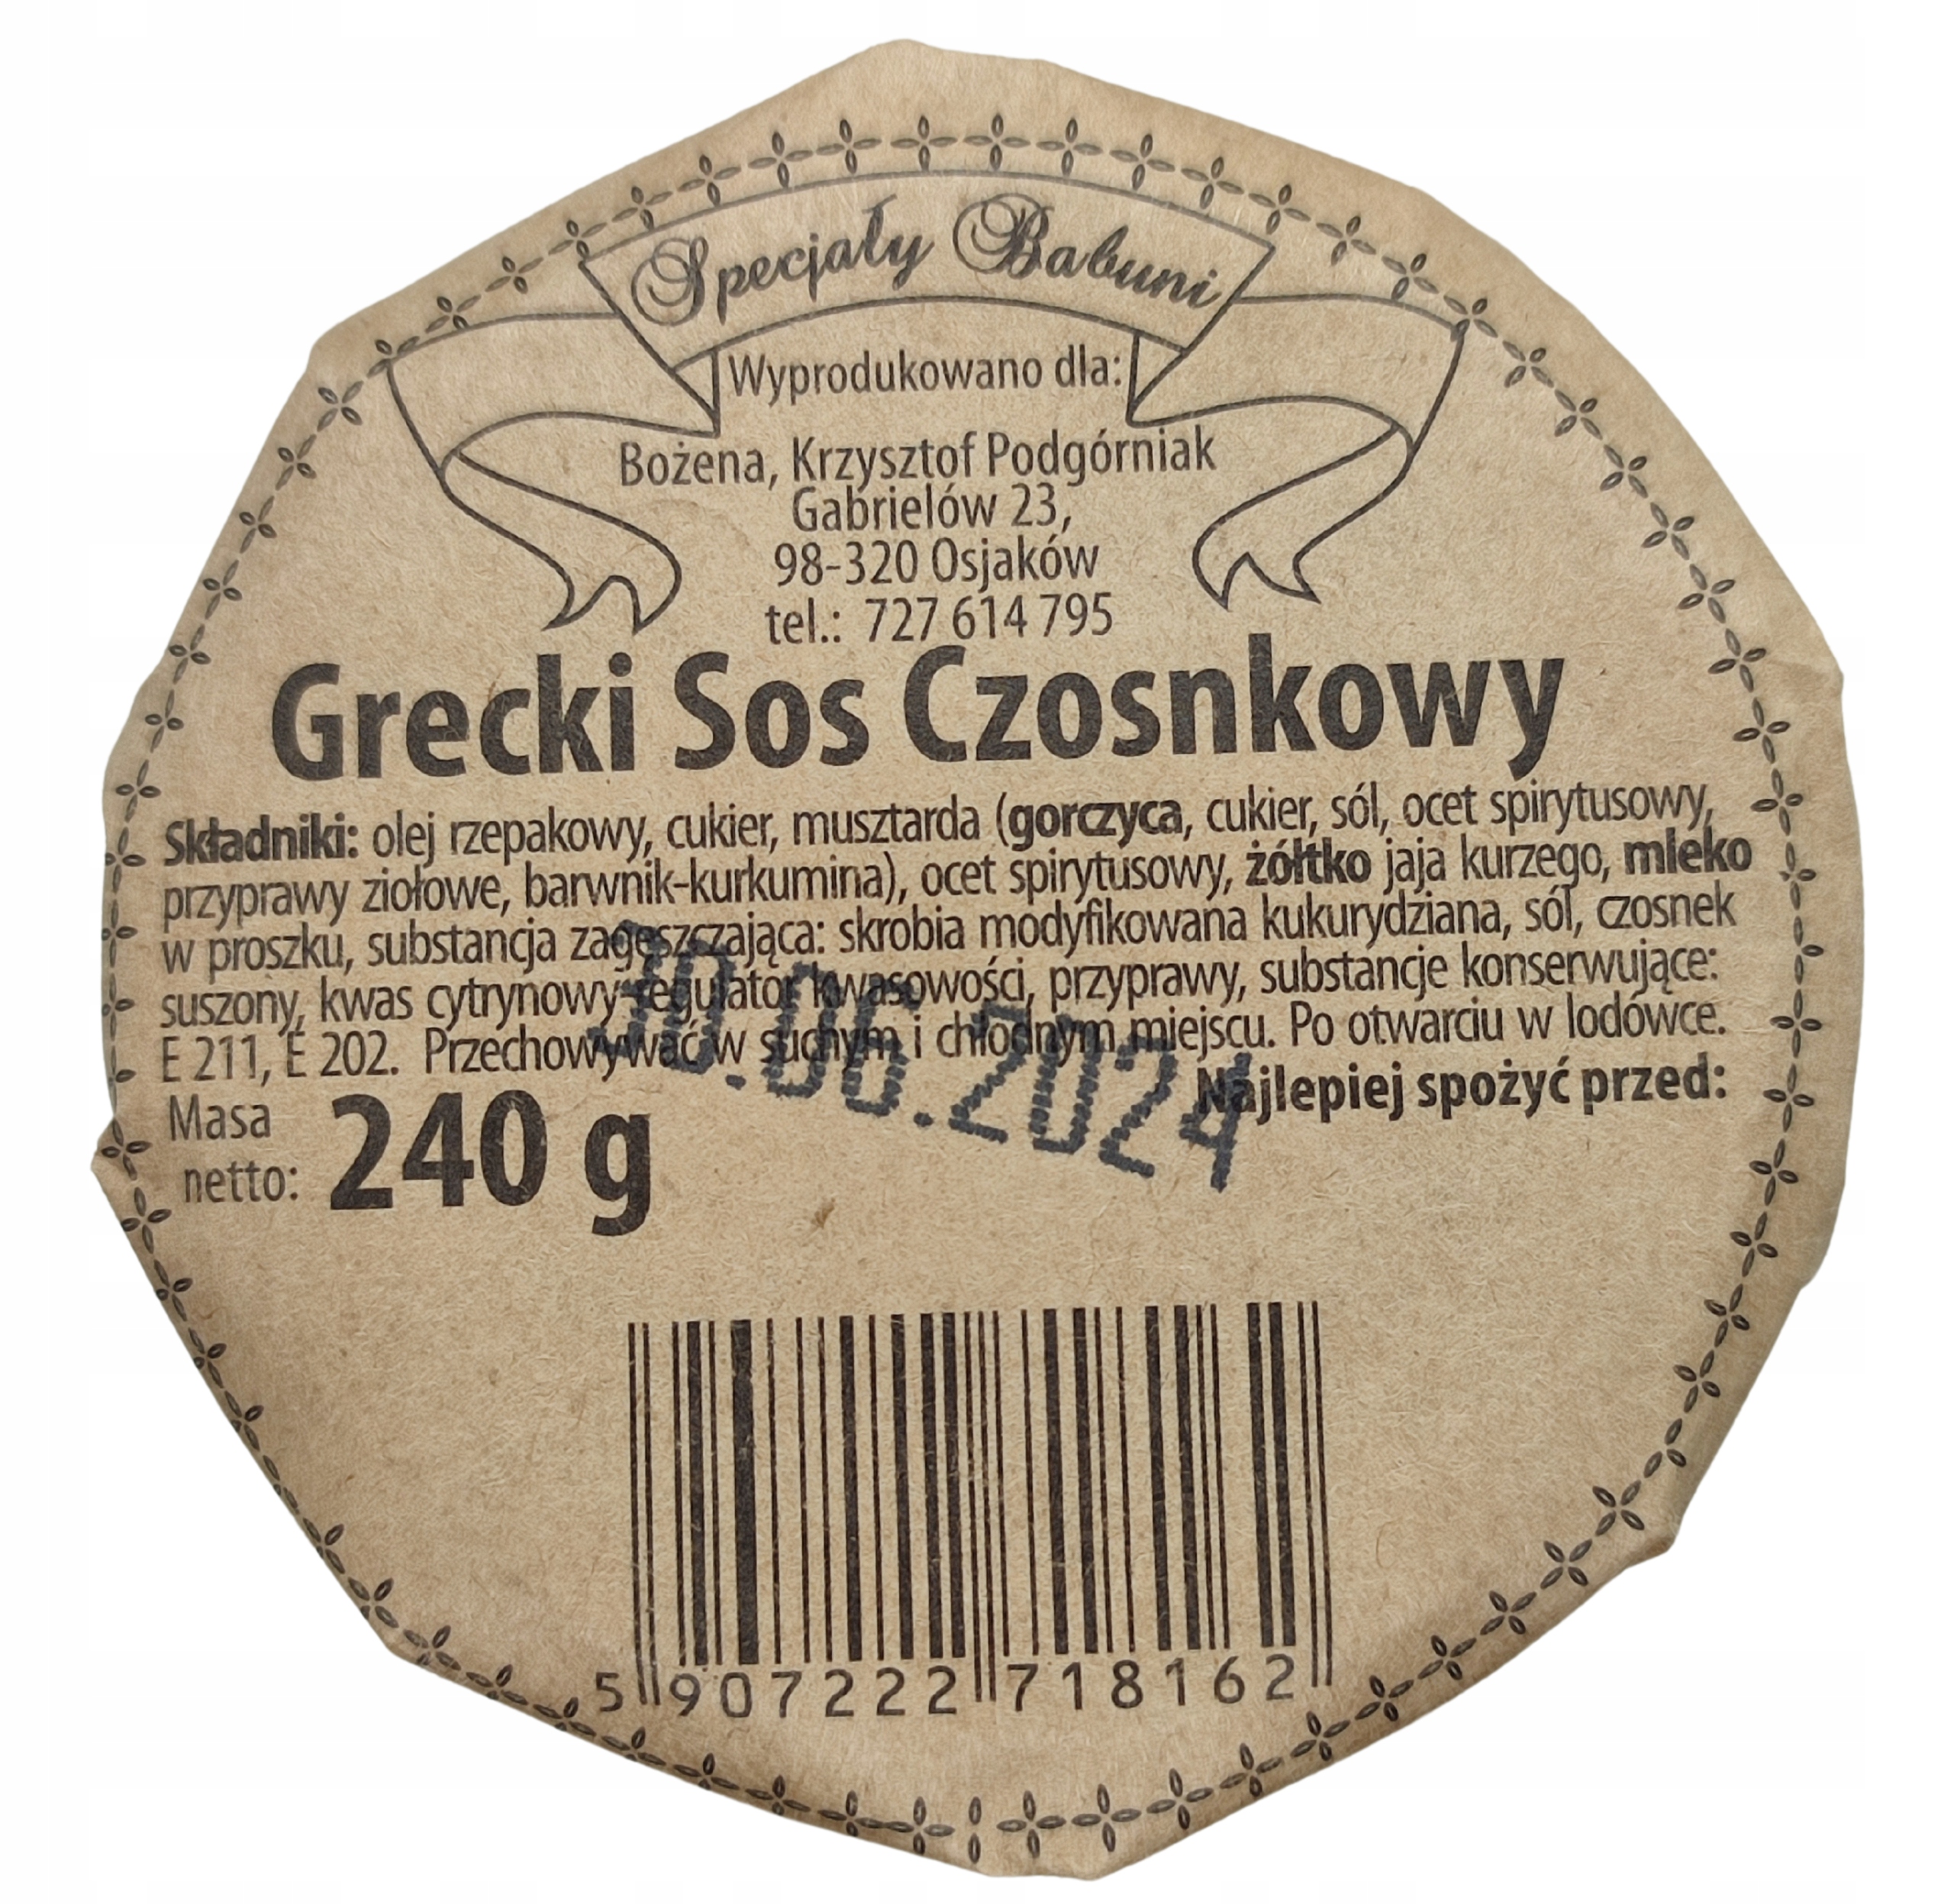 Specjały Babuni
Wyprodukowano dla:
Bożena, Krzysztof Podgórniak
Gabrielów 23,
98-320 Osjaków
tel.: 727 614 795
Grecki Sos Czosnkowy
Składniki: olej rzepakowy, cukier, musztarda (gorczyca, cukier, sól, ocet spirytusowy,
przyprawy ziołowe, barwnik-kurkumina), ocet spirytusowy, żółtko jaja kurzego, mleko
w proszku, substancja zagęszczająca: skrobia modyfikowana kukurydziana, sól, czosnek
suszony, kwas cytrynowy-regulator kwasowości, przyprawy, substancje konserwujące:
E 211, E 202. Przechowywać w suchym i chłodnym miejscu. Po otwarciu w lodówce.
Najlepiej spożyć przed:
30.06.2024
Masa
netto: 240 g
5 907222 718162